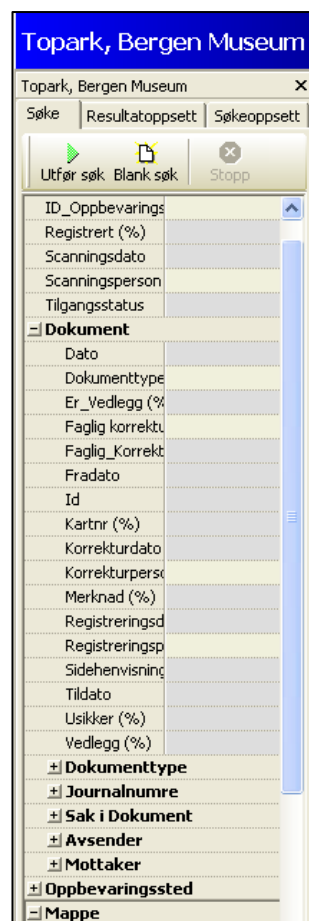 Topark, Bergen Museum
Topark, Bergen Museum
Søke Resultatoppsett Søkeoppsett
Utfør søk Blank søk Stopp
ID_Oppbevarings
Registrert (%)
Scanningsdato
Scanningsperson
Tilgangsstatus
Dokument
Dato
Dokumenttype
Er_Vedlegg (%
Faglig korrektu
Faglig_Korrekt
Fradato
Id
Kartnr (%)
Korrekturdato
Korrekturperso
Merknad (%)
Registreringsd
Registreringsp
Sidehenvisning
Tildato
Usikker (%)
Vedlegg (%)
Dokumenttype
Journalnumre
Sak i Dokument
Avsender
Mottaker
Oppbevaringssted
Mappe